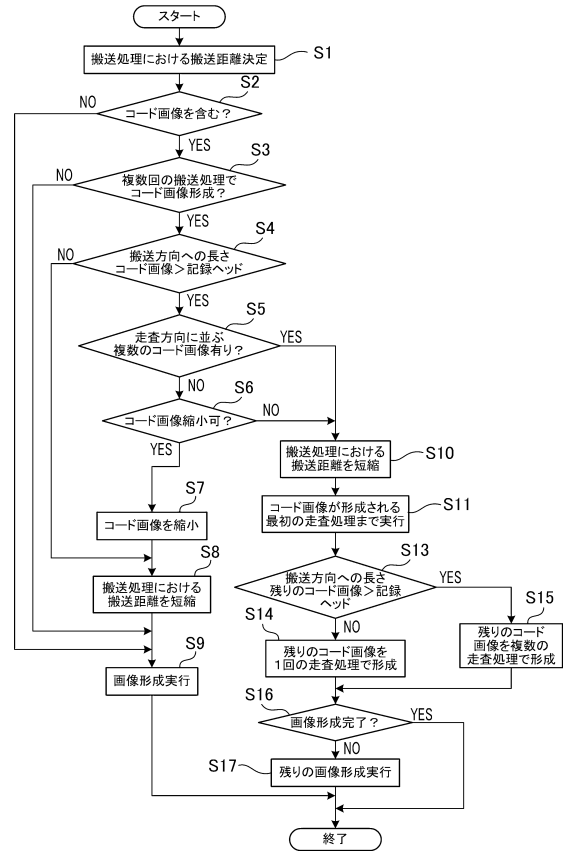 スタート
搬送処理における搬送距離決定
S1
S2
NO
コード画像を含む?
YES
S3
NO
複数回の搬送処理で
コード画像形成?
YES
S4
NO
搬送方向への長さ
コード画像>記録ヘッド
YES
S5
走査方向に並ぶ
複数のコード画像有り?
YES
NO
S6
コード画像縮小可?
NO
YES
S10
搬送処理における
搬送距離を短縮
S7
コード画像を縮小
S11
コード画像が形成される
最初の走査処理まで実行
S8
搬送処理における
搬送距離を短縮
S13
搬送方向への長さ
残りのコード画像>記録
ヘッド
YES
NO
S14
残りのコード画像を
1回の走査処理で形成
S15
残りのコード
画像を複数の
走査処理で形成
S9
画像形成実行
S16
画像形成完了?
YES
NO
S17
残りの画像形成実行
終了